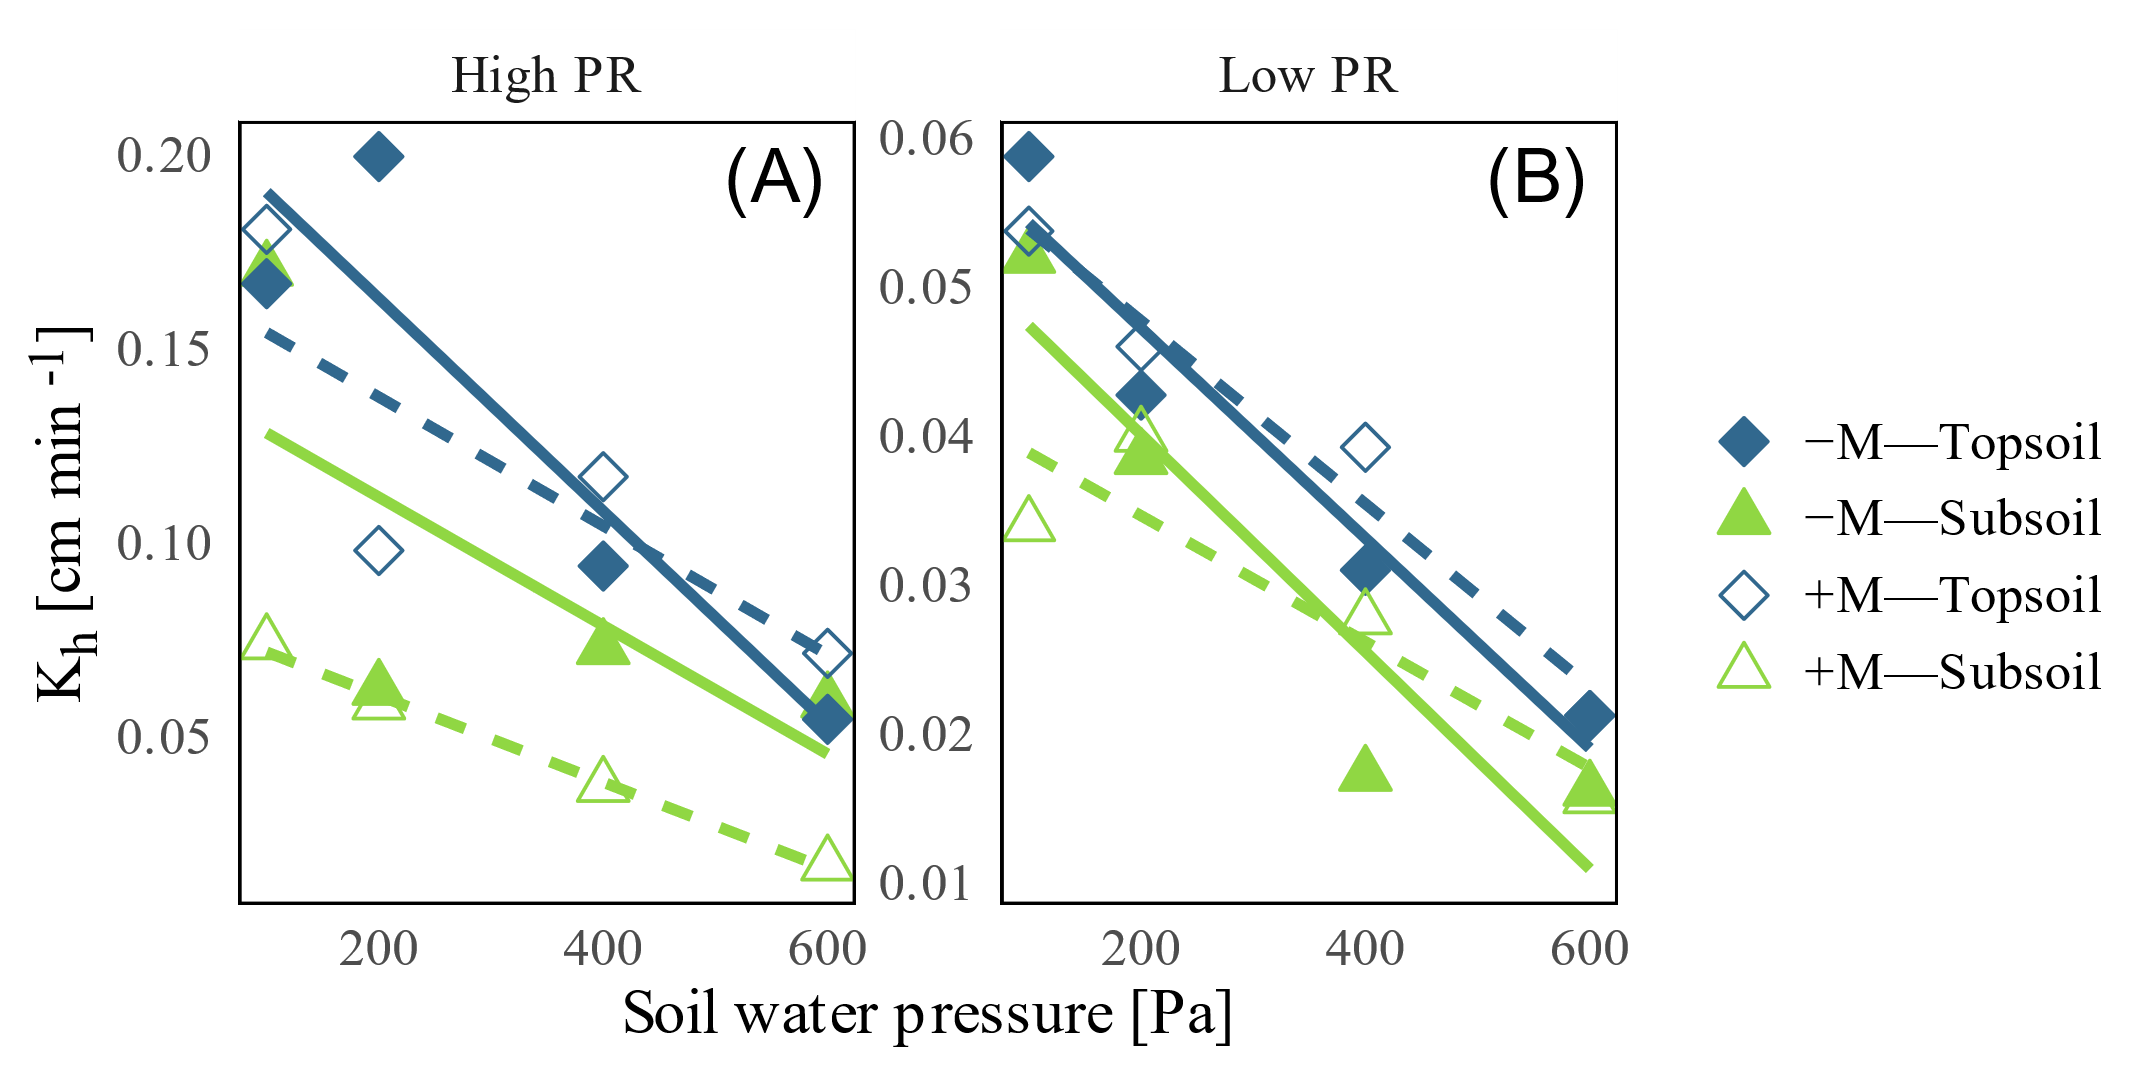 High PR
Low PR
(A)
(B)
0.20
0.15
0.10
0.05
0.06
0.05
0.04
0.03
0.02
0.01
200 400 600
200 400 600
Kh [cm min -1]
Soil water pressure [Pa]
−M—Topsoil
−M—Subsoil
+M—Topsoil
+M—Subsoil